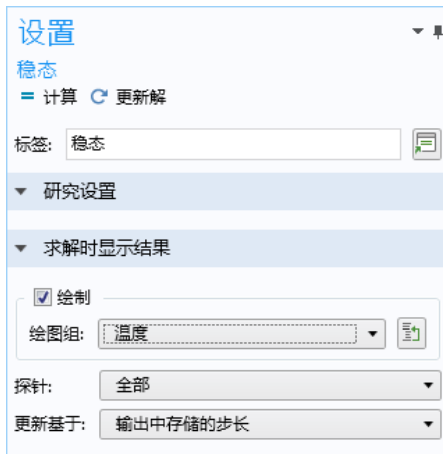 设置
稳态
= 计算 更新解
标签: 稳态
研究设置
求解时显示结果
绘制
绘图组: 温度
探针: 全部
更新基于: 输出中存储的步长